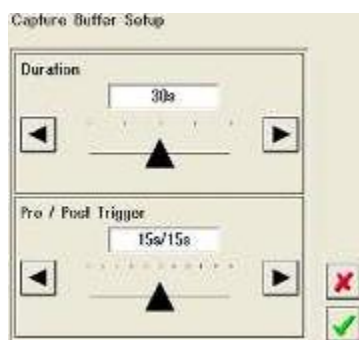 Capture Buffer Setup
Duration
30s
Pre / Post Trigger
15s/15s